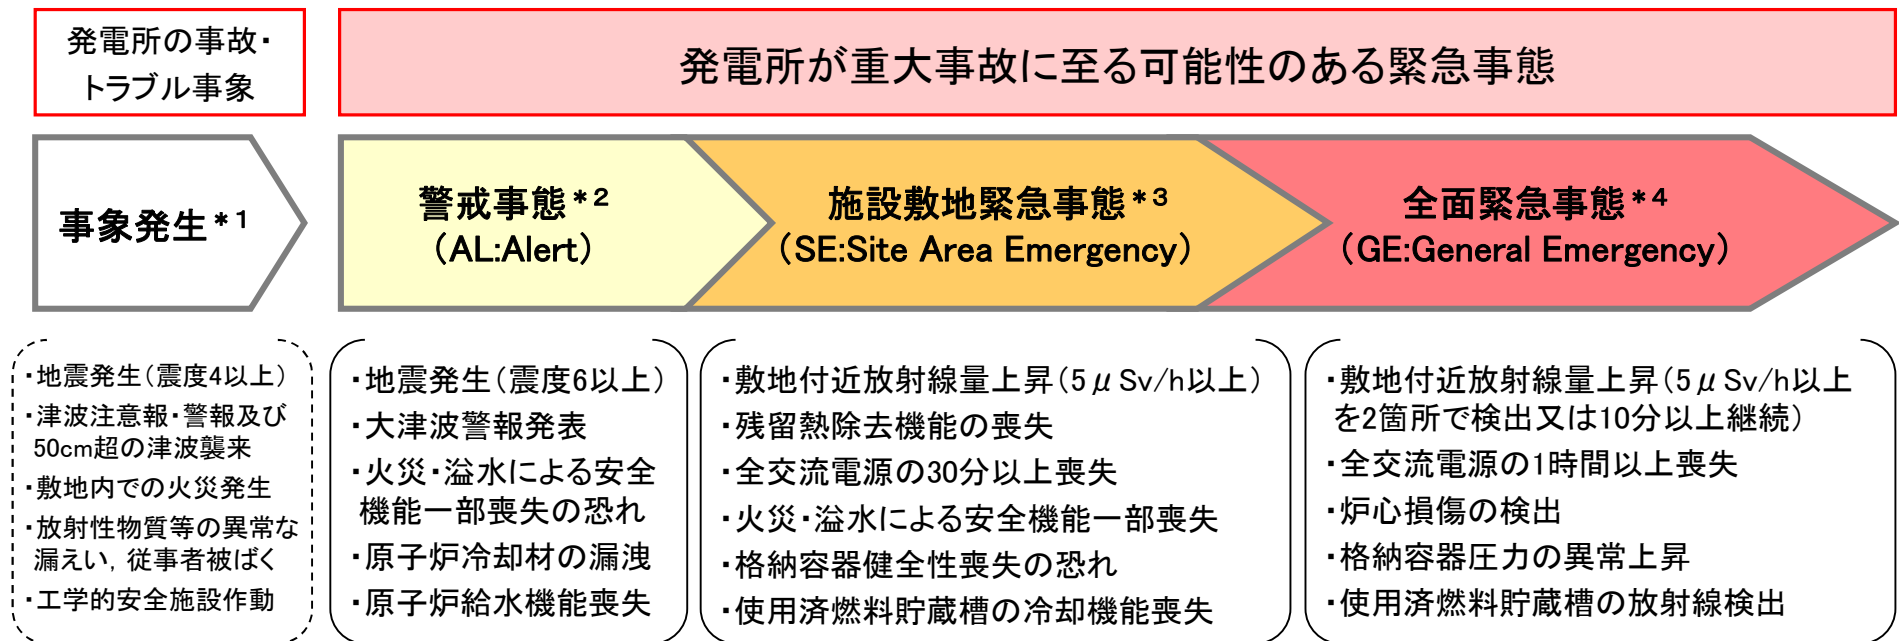 発電所の事故・
トラブル事象
発電所が重大事故に至る可能性のある緊急事態
事象発生*1
警戒事態*2
(AL:Alert)
施設敷地緊急事態*3
(SE:Site Area Emergency)
全面緊急事態*4
(GE:General Emergency)
・地震発生(震度4以上)
・津波注意報・警報及び
50cm超の津波襲来
・敷地内での火災発生
・放射性物質等の異常な
漏えい,従事者被ばく
・工学的安全施設作動
・地震発生(震度6以上)
・大津波警報発表
・火災・溢水による安全
機能一部喪失の恐れ
・原子炉冷却材の漏洩
・原子炉給水機能喪失
・敷地付近放射線量上昇(5μSv/h以上)
・残留熱除去機能の喪失
・全交流電源の30分以上喪失
・火災・溢水による安全機能一部喪失
・格納容器健全性喪失の恐れ
・使用済燃料貯蔵槽の冷却機能喪失
・敷地付近放射線量上昇(5μSv/h以上
を2箇所で検出又は10分以上継続)
・全交流電源の1時間以上喪失
・炉心損傷の検出
・格納容器圧力の異常上昇
・使用済燃料貯蔵槽の放射線検出